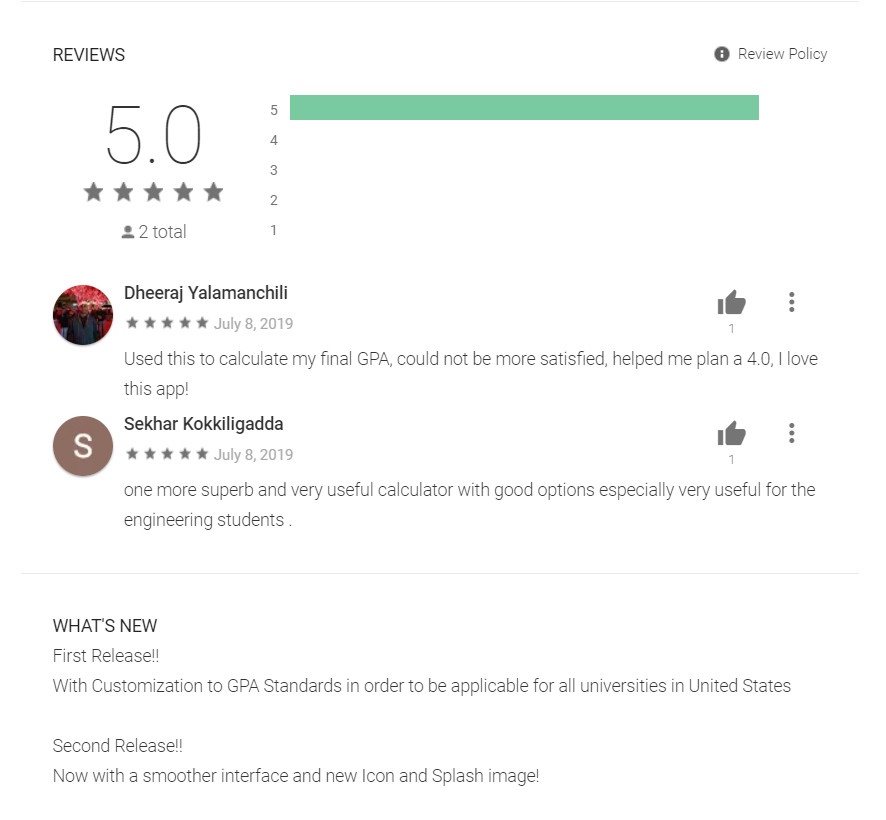 REVIEWS
Review Policy
5.0
5
4
3
2
1
2 total
Dheeraj Yalamanchili
July 8, 2019
1
Used this to calculate my final GPA, could not be more satisfied, helped me plan a 4.0, I love
this app!
S
Sekhar Kokkiligadda
July 8, 2019
1
one more superb and very useful calculator with good options especially very useful for the
engineering students .
WHAT'S NEW
First Release!!
With Customization to GPA Standards in order to be applicable for all universities in United States
Second Release!!
Now with a smoother interface and new Icon and Splash image!